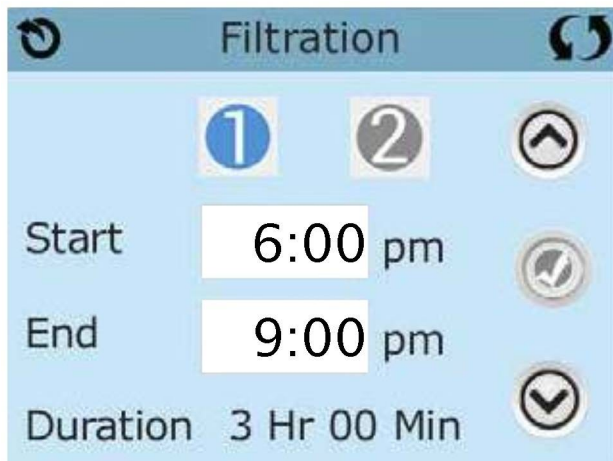 Filtration
1 2
Start 6:00 pm
End 9:00 pm
Duration 3 Hr 00 Min